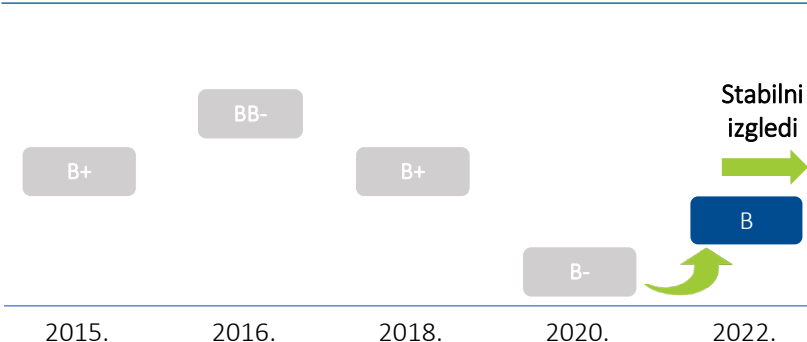 Stabilni
izgledi
BB-
B+
B+
B
B-
2015.
2016.
2018.
2020.
2022.